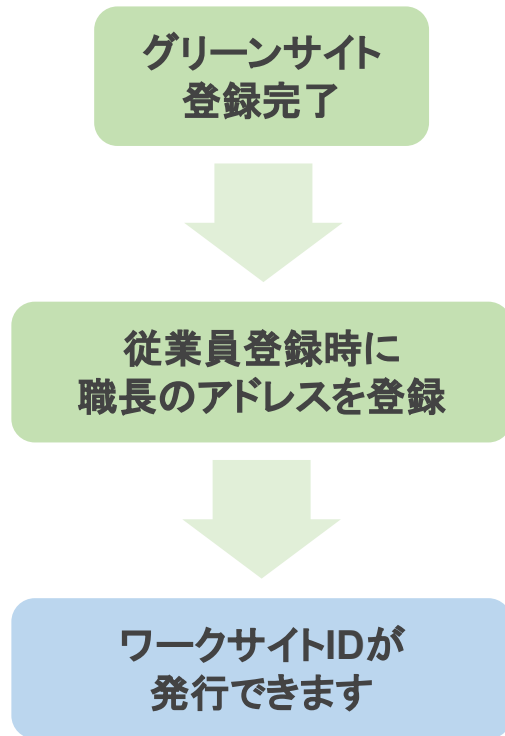 グリーンサイト
登録完了
従業員登録時に
職長のアドレスを登録
ワークサイトIDが
発行できます